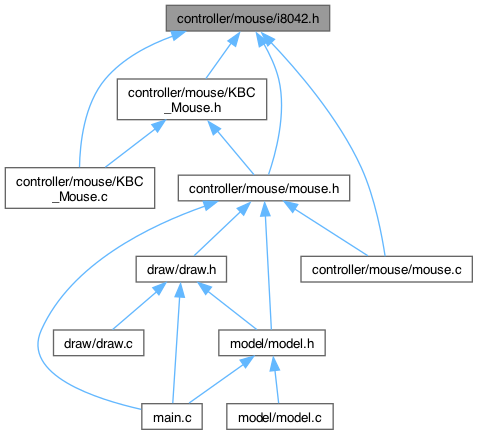 controller/mouse/i8042.h
controller/mouse/KBC
_Mouse.h
controller/mouse/KBC
_Mouse.c
controller/mouse/mouse.h
draw/draw.h
controller/mouse/mouse.c
draw/draw.c
model/model.h
main.c
model/model.c